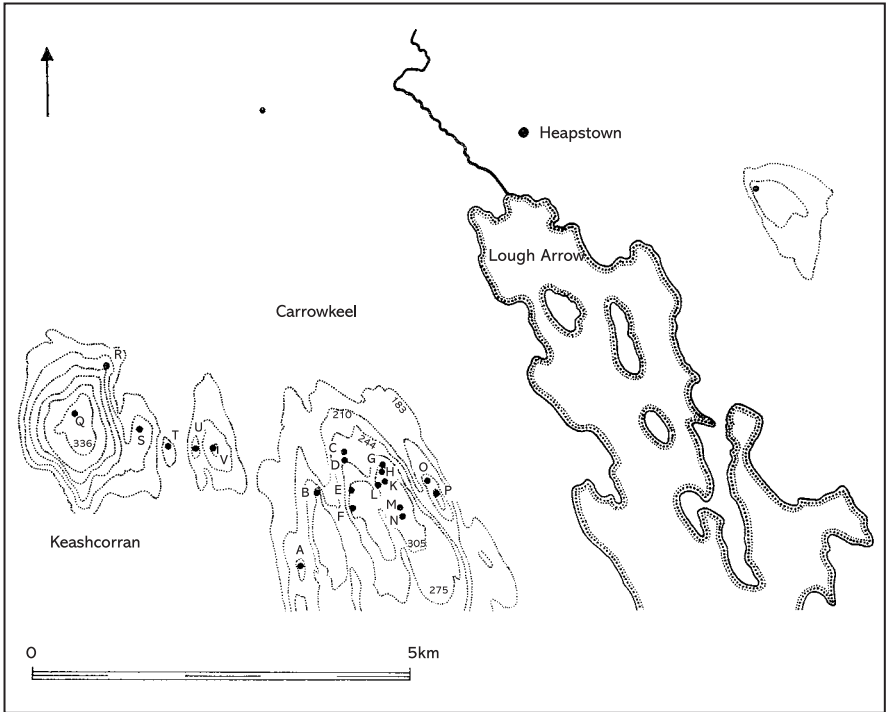 Heapstown
Lough Arrow
Carrowkeel
R
183
210
Q
S
T
U
V
336
244
C
D
G
H
O
B
E
L
K
P
F
M
N
Keashcorran
305
A
275
0
5km